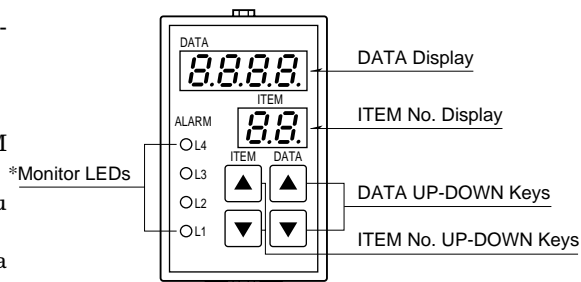 -
DATA
8.8.8.8.
DATA Display
ITEM
8.8.
ITEM No. Display
ALARM
M
L4
ITEM DATA
*Monitor LEDs
L3
DATA UP-DOWN Keys
u
L2
L1
ITEM No. UP-DOWN Keys
a